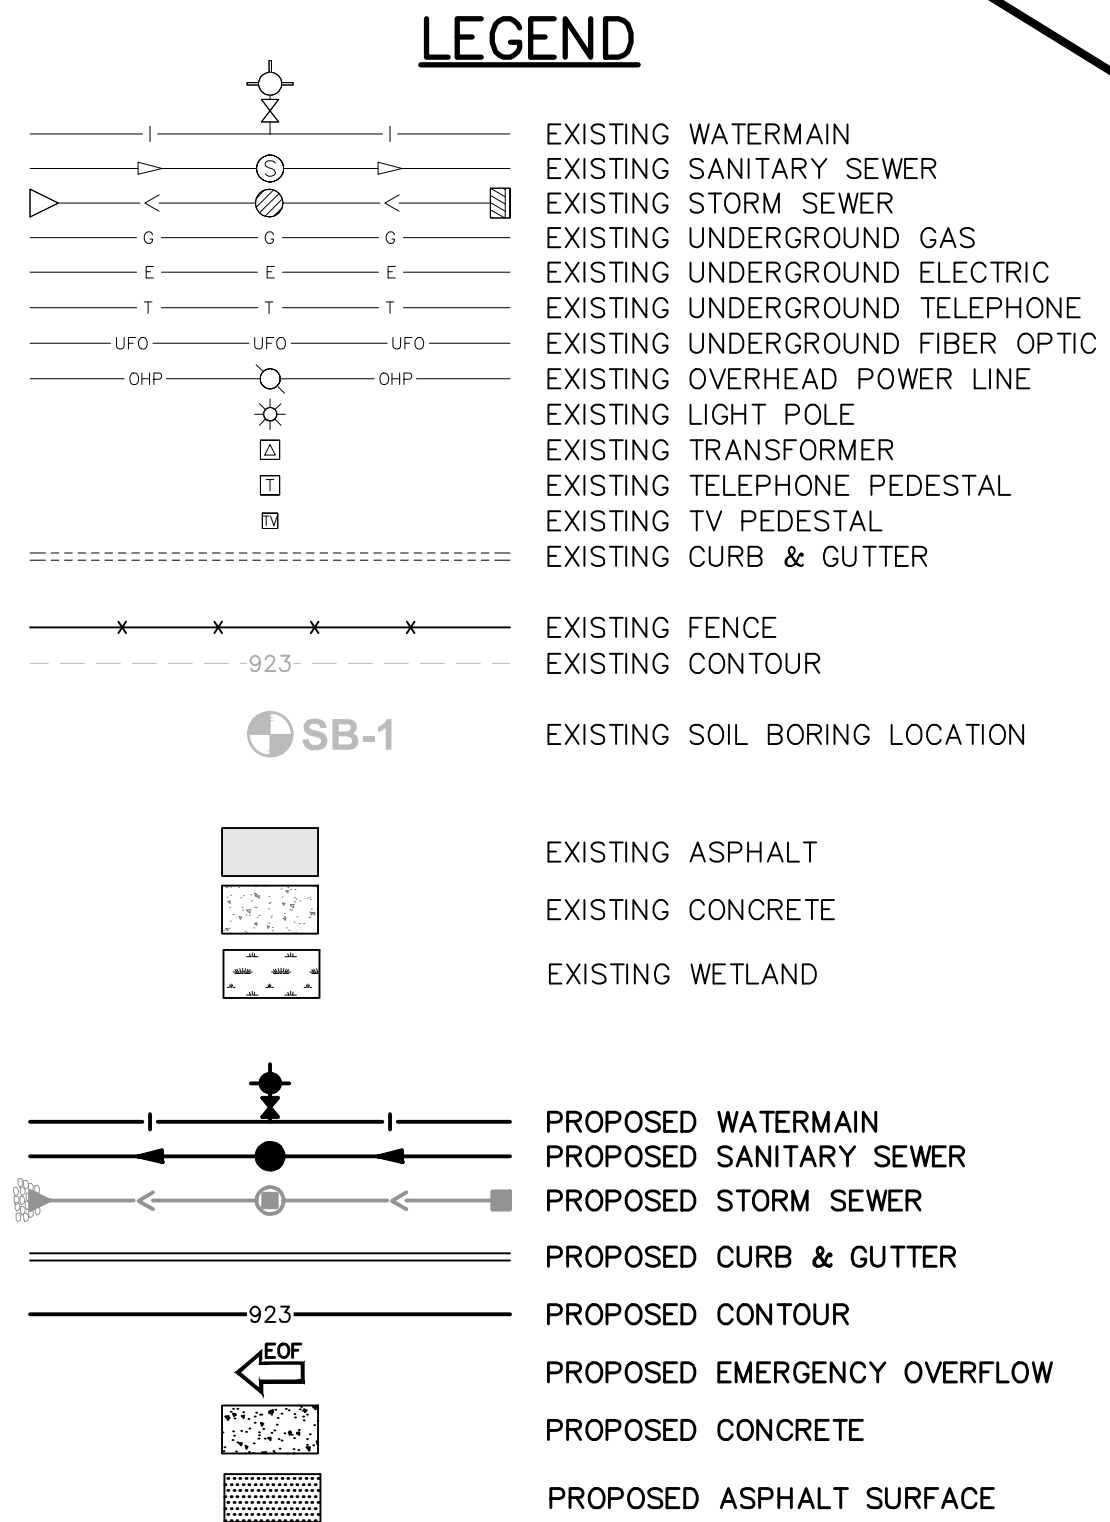 LEGEND
EXISTING WATERMAIN
S EXISTING SANITARY SEWER
EXISTING STORM SEWER
G G G EXISTING UNDERGROUND GAS
E E E EXISTING UNDERGROUND ELECTRIC
T T T EXISTING UNDERGROUND TELEPHONE
UFO UFO UFO EXISTING UNDERGROUND FIBER OPTIC
OHP OHP EXISTING OVERHEAD POWER LINE
EXISTING LIGHT POLE
EXISTING TRANSFORMER
T EXISTING TELEPHONE PEDESTAL
TV EXISTING TV PEDESTAL
EXISTING CURB & GUTTER
EXISTING FENCE
923 EXISTING CONTOUR
SB-1 EXISTING SOIL BORING LOCATION
EXISTING ASPHALT
EXISTING CONCRETE
EXISTING WETLAND
PROPOSED WATERMAIN
PROPOSED SANITARY SEWER
PROPOSED STORM SEWER
PROPOSED CURB & GUTTER
923 PROPOSED CONTOUR
EOF PROPOSED EMERGENCY OVERFLOW
PROPOSED CONCRETE
PROPOSED ASPHALT SURFACE